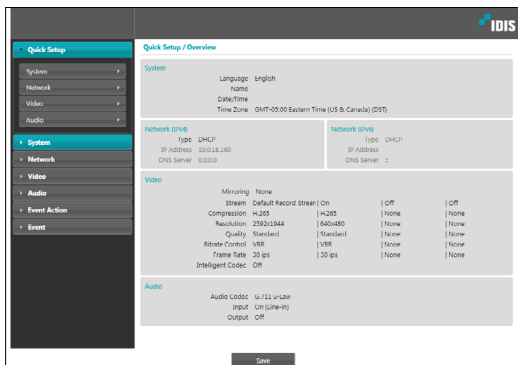 IDIS
Quick Setup
System
Network
Video
Audio
System
Network
Video
Audio
Event Action
Event
Quick Setup / Overview
System
Language English
Name
Date/Time
Time Zone GMT-05:00 Eastern Time (US & Canada) (DST)
Network (IPv4)
Type DHCP
IP Address 10.0.18.160
DNS Server 0.0.0.0
Network (IPv6)
Type DHCP
IP Address
DNS Server ::
Video
Mirroring None
Stream Default Record Strear | On | Off | Off
Compression H.265 | H.265 | None | None
Resolution 2592x1944 | 640x480 | None | None
Quality Standard | Standard | None | None
Bitrate Control VBR | VBR | None | None
Frame Rate 30 ips | 30 ips | None | None
Intelligent Codec Off
Audio
Audio Codec G.711 u-Law
Input On (Line-in)
Output Off
Save